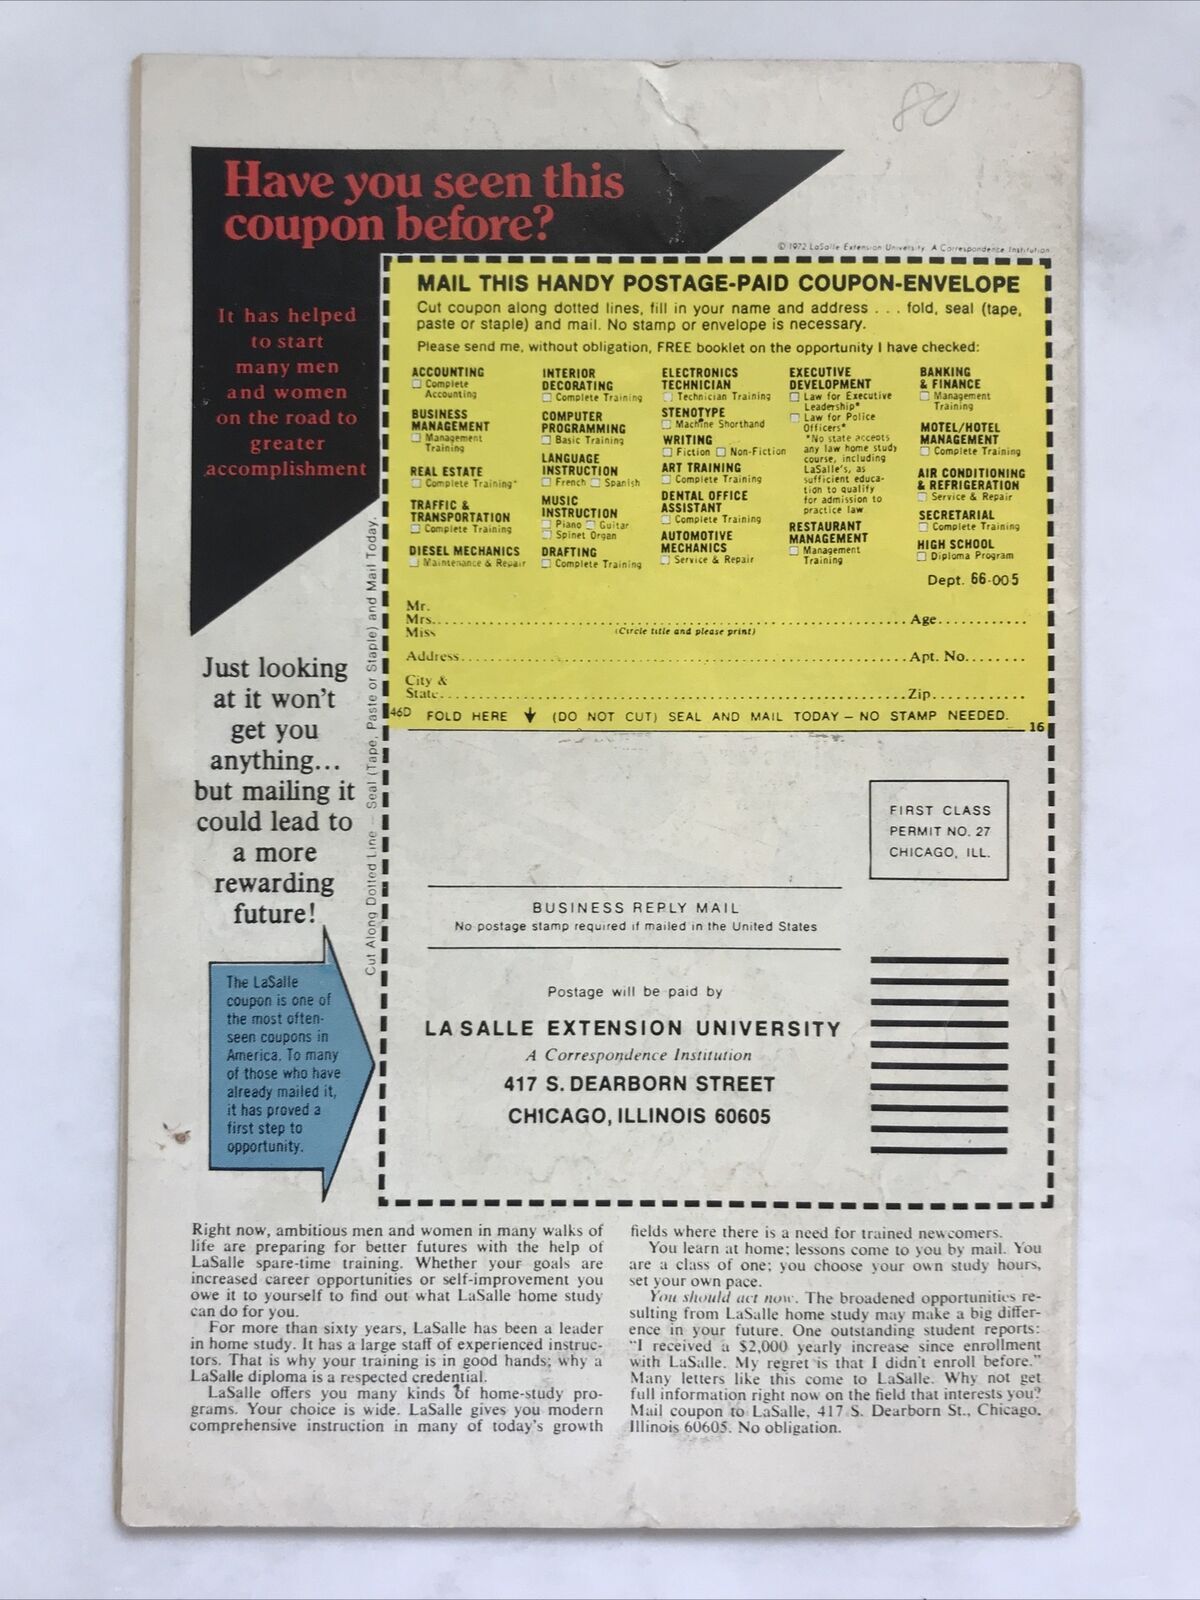 80
Have you seen this
coupon before?
© 1972 LaSalle Extension University. A Correspondence Institution
It has helped
to start
many men
and women
on the road to
greater
accomplishment
MAIL THIS HANDY POSTAGE-PAID COUPON-ENVELOPE
Cut coupon along dotted lines, fill in your name and address . . . fold, seal (tape,
paste or staple) and mail. No stamp or envelope is necessary.
Please send me, without obligation, FREE booklet on the opportunity I have checked:
ACCOUNTING
Complete
Accounting
BUSINESS
MANAGEMENT
Management
Training
REAL ESTATE
Complete Training*
TRAFFIC &
TRANSPORTATION
Complete Training
DIESEL MECHANICS
Maintenance & Repair
INTERIOR
DECORATING
Complete Training
COMPUTER
PROGRAMMING
Basic Training
LANGUAGE
INSTRUCTION
French Spanish
MUSIC
INSTRUCTION
Piano Guitar
Spinet Organ
DRAFTING
Complete Training
ELECTRONICS
TECHNICIAN
Technician Training
STENOTYPE
Machine Shorthand
WRITING
Fiction Non-Fiction
ART TRAINING
Complete Training
DENTAL OFFICE
ASSISTANT
Complete Training
AUTOMOTIVE
MECHANICS
Service & Repair
EXECUTIVE
DEVELOPMENT
Law for Executive
Leadership*
Law for Police
Officers*
*No state accepts
any law home study
course, including
LaSalle's, as
sufficient educa-
tion to qualify
for admission to
practice law
RESTAURANT
MANAGEMENT
Management
Training
BANKING
& FINANCE
Management
Training
MOTEL/HOTEL
MANAGEMENT
Complete Training
AIR CONDITIONING
& REFRIGERATION
Service & Repair
SECRETARIAL
Complete Training
HIGH SCHOOL
Diploma Program
Dept. 66-005
Mr.
Mrs. Age
Miss (Circle title and please print)
Address Apt. No.
City &
State Zip
46D FOLD HERE ↓ (DO NOT CUT) SEAL AND MAIL TODAY – NO STAMP NEEDED. 16
Cut Along Dotted Line – Seal (Tape, Paste or Staple) and Mail Today.
Just looking
at it won't
get you
anything...
but mailing it
could lead to
a more
rewarding
future!
The LaSalle
coupon is one of
the most often-
seen coupons in
America. To many
of those who have
already mailed it,
it has proved a
first step to
opportunity.
FIRST CLASS
PERMIT NO. 27
CHICAGO, ILL.
BUSINESS REPLY MAIL
No postage stamp required if mailed in the United States
Postage will be paid by
LA SALLE EXTENSION UNIVERSITY
A Correspondence Institution
417 S. DEARBORN STREET
CHICAGO, ILLINOIS 60605
Right now, ambitious men and women in many walks of
life are preparing for better futures with the help of
LaSalle spare-time training. Whether your goals are
increased career opportunities or self-improvement you
owe it to yourself to find out what LaSalle home study
can do for you.
For more than sixty years, LaSalle has been a leader
in home study. It has a large staff of experienced instruc-
tors. That is why your training is in good hands; why a
LaSalle diploma is a respected credential.
LaSalle offers you many kinds of home-study pro-
grams. Your choice is wide. LaSalle gives you modern
comprehensive instruction in many of today's growth
fields where there is a need for trained newcomers.
You learn at home; lessons come to you by mail. You
are a class of one; you choose your own study hours,
set your own pace.
You should act now. The broadened opportunities re-
sulting from LaSalle home study may make a big differ-
ence in your future. One outstanding student reports:
"I received a $2,000 yearly increase since enrollment
with LaSalle. My regret is that I didn't enroll before."
Many letters like this come to LaSalle. Why not get
full information right now on the field that interests you?
Mail coupon to LaSalle, 417 S. Dearborn St., Chicago,
Illinois 60605. No obligation.